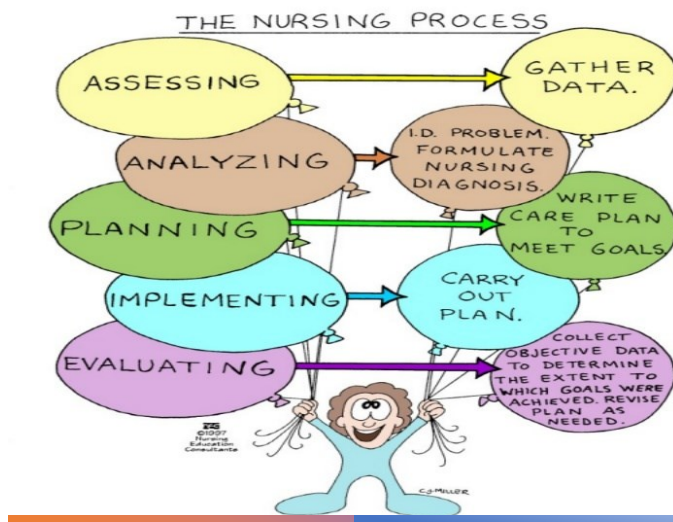 THE NURSING PROCESS
ASSESSING
GATHER
DATA.
ANALYZING
I.D. PROBLEM.
FORMULATE
NURSING
DIAGNOSIS.
PLANNING
WRITE
CARE PLAN
TO
MEET GOALS.
IMPLEMENTING
CARRY
OUT
PLAN.
EVALUATING
COLLECT
OBJECTIVE DATA
TO DETERMINE
THE EXTENT TO
WHICH GOALS WERE
ACHIEVED. REVISE
PLAN AS
NEEDED.
©1997
Nursing
Education
Consultants
CJMILLER